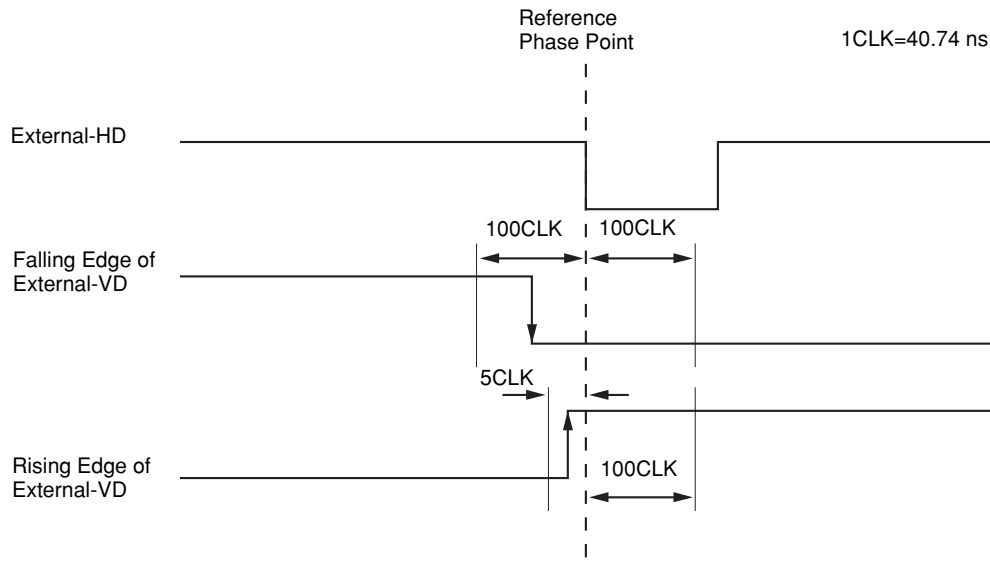 Reference
Phase Point
1CLK=40.74 ns
External-HD
100CLK
100CLK
Falling Edge of
External-VD
5CLK
Rising Edge of
External-VD
100CLK